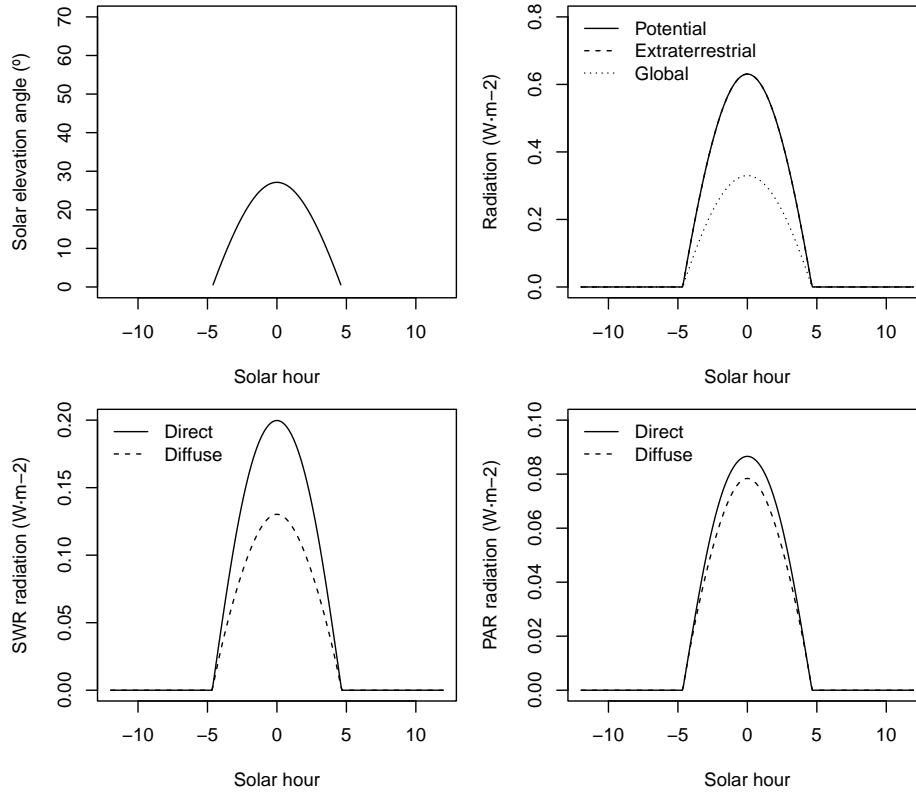 Solar elevation angle (º)
70
60
50
40
30
20
10
0
−10
−5
0
5
10
Solar hour
Radiation (W·m−2)
0.8
0.6
0.4
0.2
0.0
Potential
Extraterrestrial
Global
−10
−5
0
5
10
Solar hour
SWR radiation (W·m−2)
0.20
0.15
0.10
0.05
0.00
Direct
Diffuse
−10
−5
0
5
10
Solar hour
PAR radiation (W·m−2)
0.10
0.08
0.06
0.04
0.02
0.00
Direct
Diffuse
−10
−5
0
5
10
Solar hour